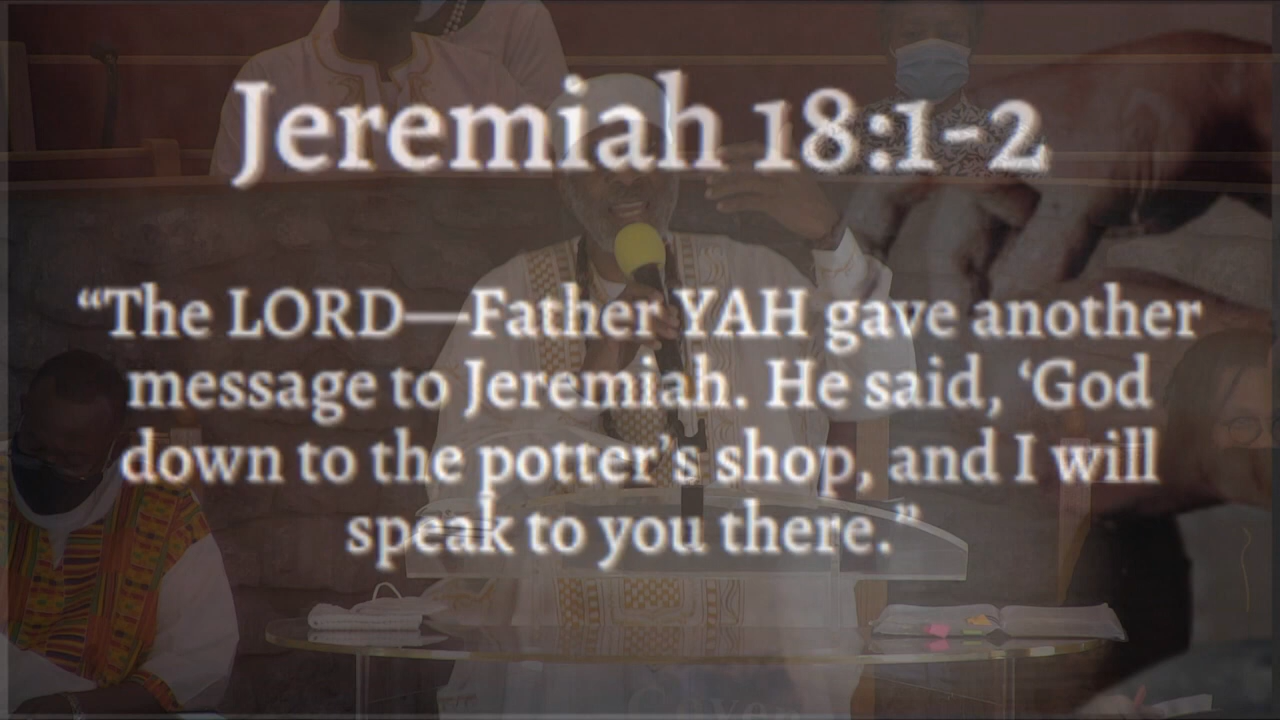 Jeremiah 18:1-2
“The LORD—Father YAH gave another
message to Jeremiah. He said, ‘God
down to the potter’s shop, and I will
speak to you there.”